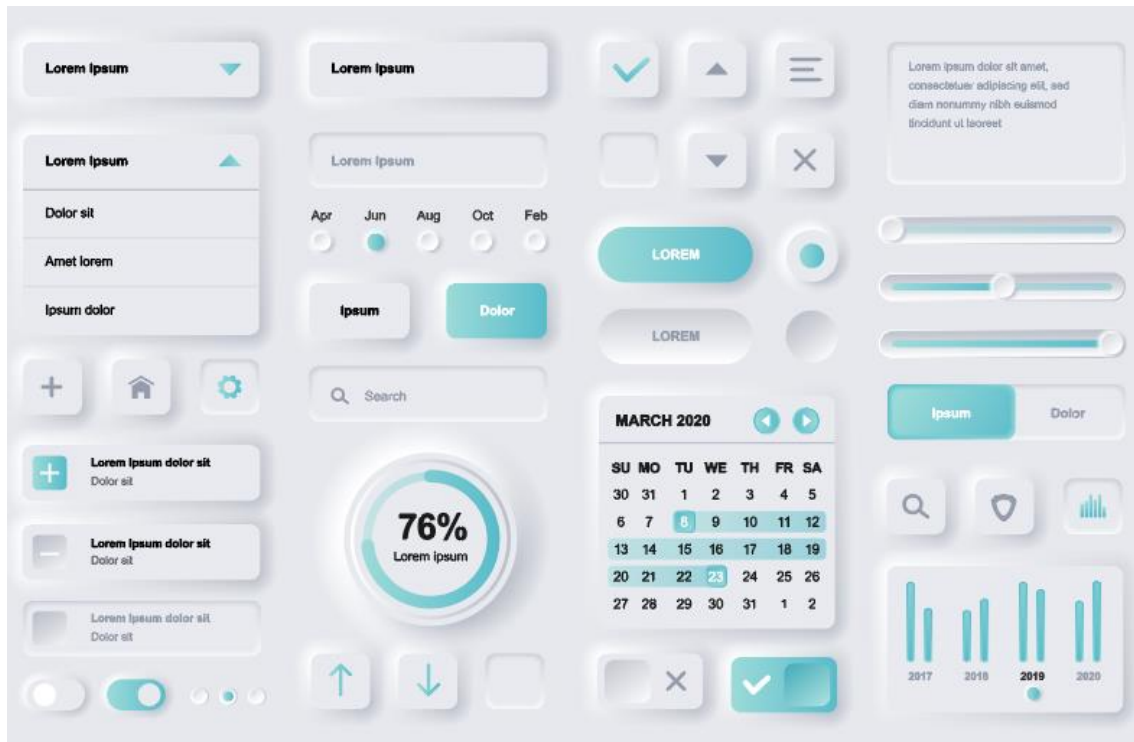 Lorem Ipsum
Lorem Ipsum
Dolor sit
Amet lorem
Ipsum dolor
Lorem Ipsum dolor sit
Dolor sit
Lorem Ipsum dolor sit
Dolor sit
Lorem Ipsum dolor sit
Dolor sit
Lorem Ipsum
Lorem Ipsum
Apr Jun Aug Oct Feb
Ipsum Dolor
Search
76%
Lorem ipsum
LOREM
LOREM
MARCH 2020
SU MO TU WE TH FR SA
30 31 1 2 3 4 5
6 7 8 9 10 11 12
13 14 15 16 17 18 19
20 21 22 23 24 25 26
27 28 29 30 31 1 2
Lorem ipsum dolor sit amet,
consectetuer adipiscing elit, sed
diam nonummy nibh euismod
tincidunt ut laoreet
Ipsum Dolor
2017 2018 2019 2020